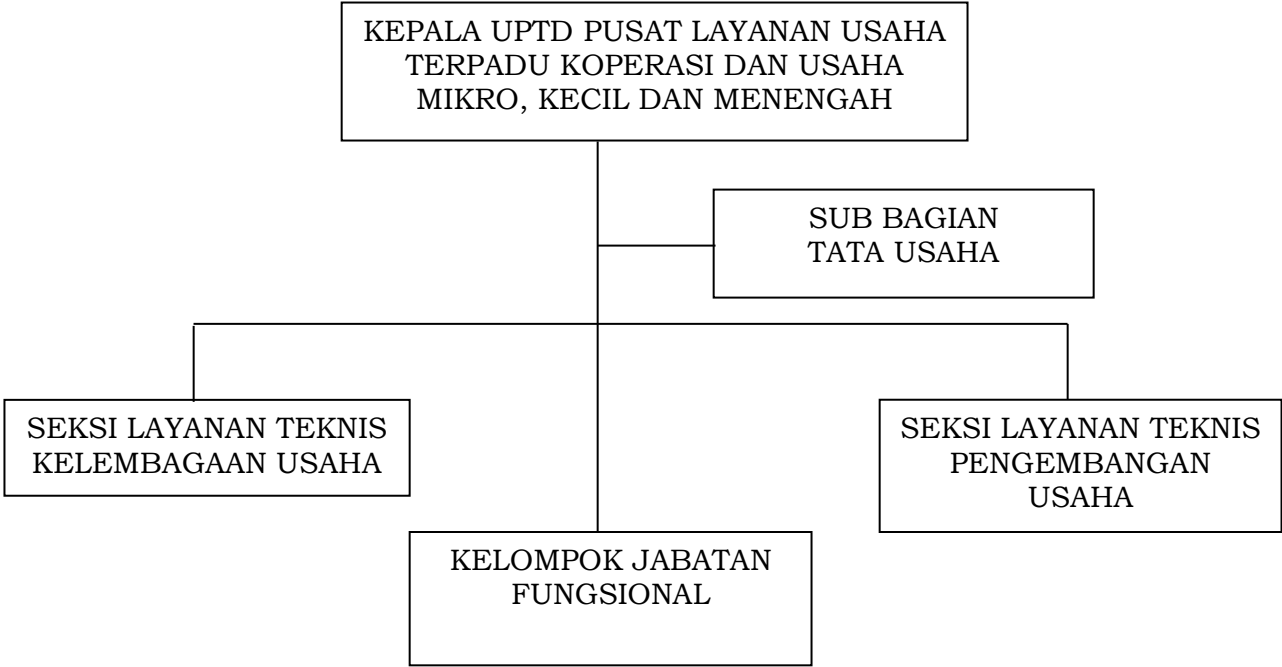 KEPALA UPTD PUSAT LAYANAN USAHA
TERPADU KOPERASI DAN USAHA
MIKRO, KECIL DAN MENENGAH
SUB BAGIAN
TATA USAHA
SEKSI LAYANAN TEKNIS
KELEMBAGAAN USAHA
SEKSI LAYANAN TEKNIS
PENGEMBANGAN
USAHA
KELOMPOK JABATAN
FUNGSIONAL